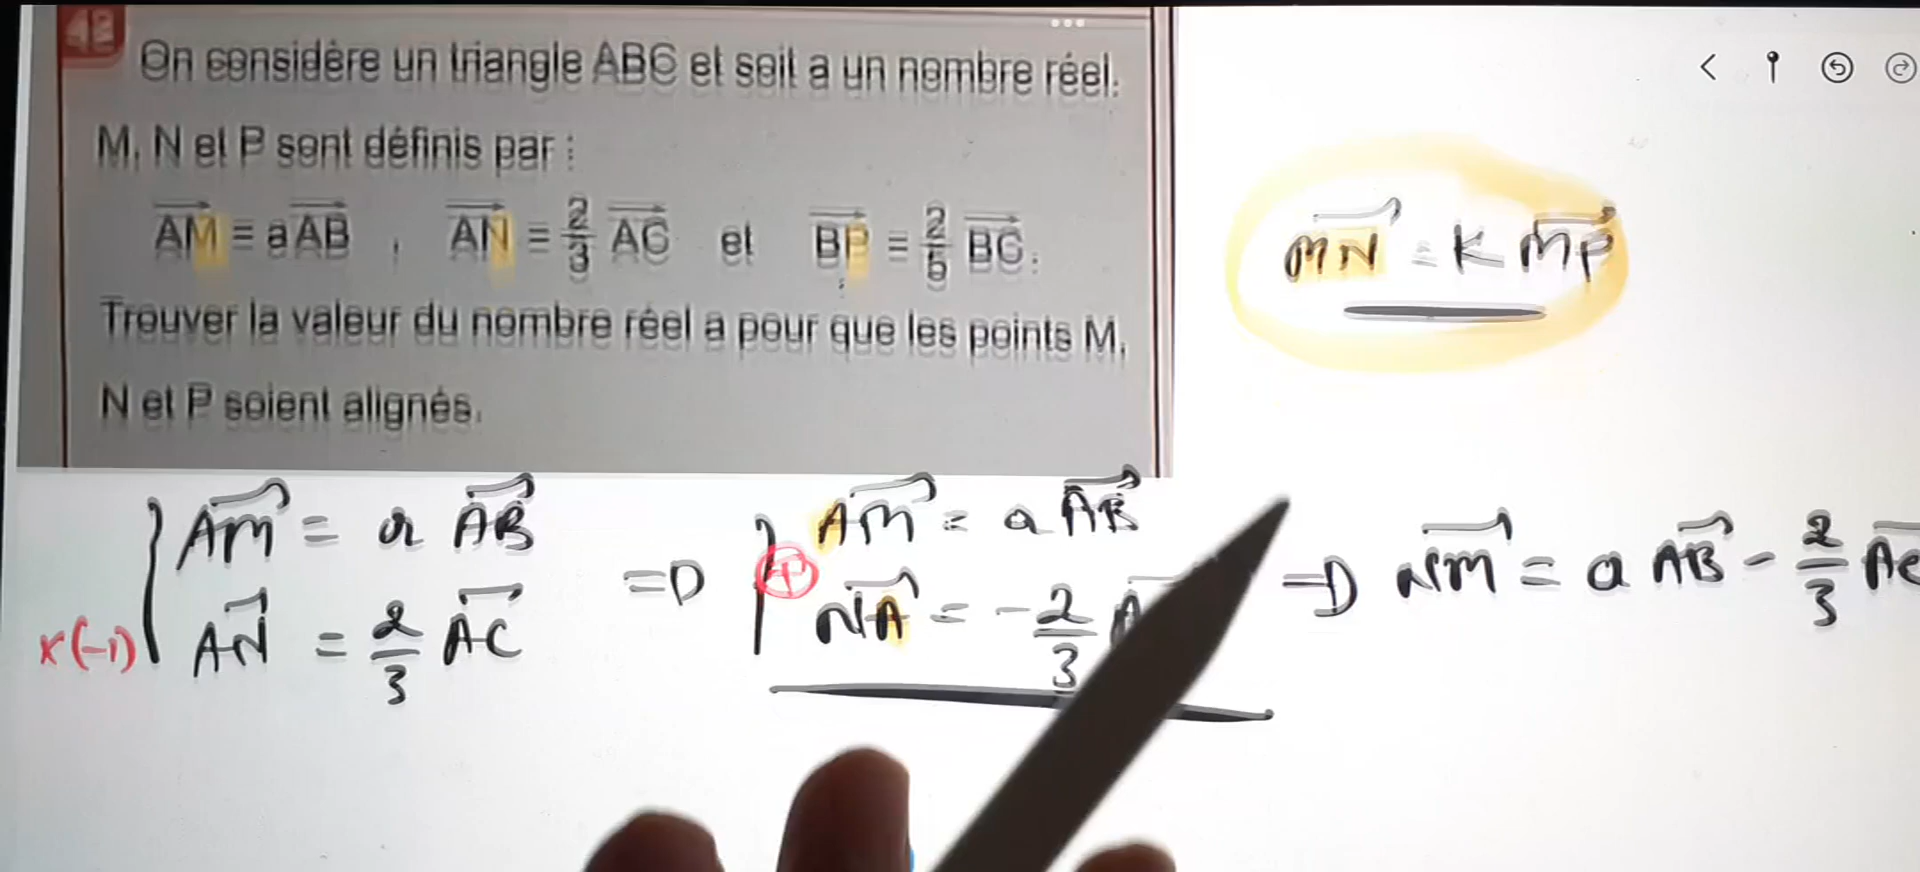 42
On considère un triangle ABC et soit a un nombre réel.
M, N et P sont définis par :
AM = a AB , AN = 2/3 AC et BP = 2/5 BC.
Trouver la valeur du nombre réel a pour que les points M,
N et P soient alignés.
MN = K MP
AM = a AB
x(-1) AN = 2/3 AC
=> AM = a AB
+ NA = -2/3 A
=> NM = a AB - 2/3 AC